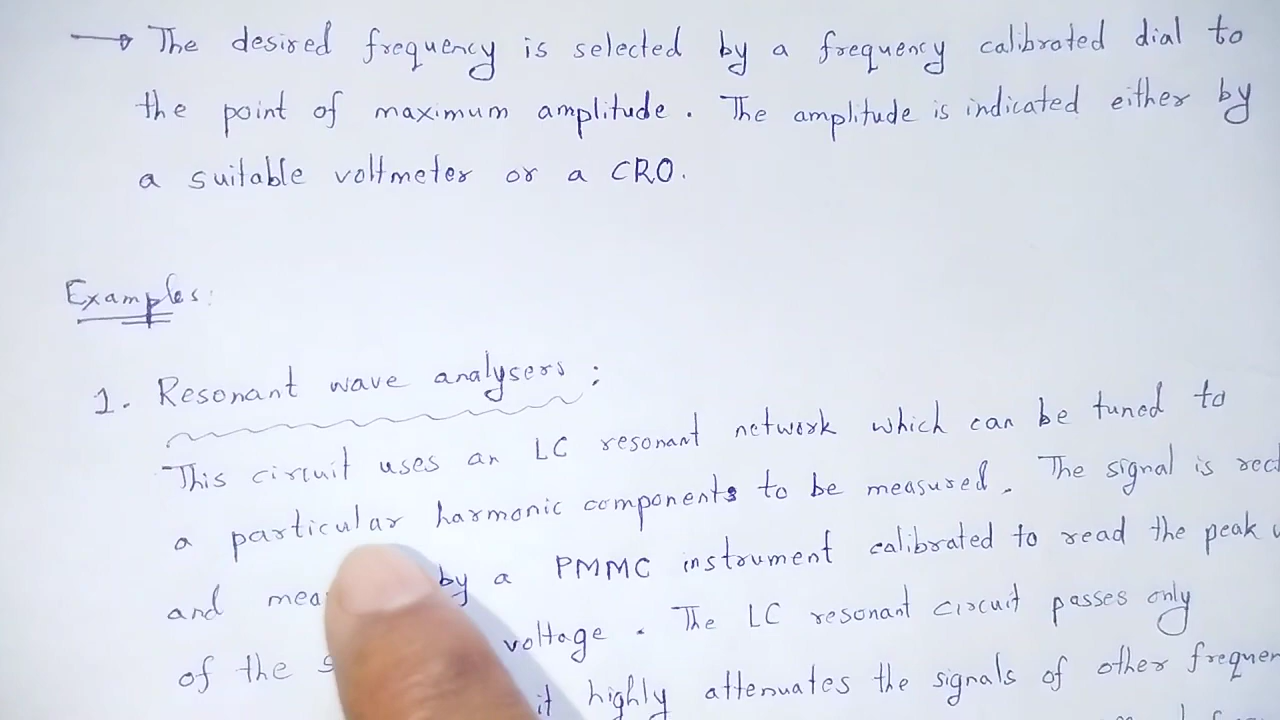 → The desired frequency is selected by a frequency calibrated dial to
the point of maximum amplitude. The amplitude is indicated either by
a suitable voltmeter or a CRO.
Examples:
1. Resonant wave analysers:
This circuit uses an LC resonant network which can be tuned to
a particular harmonic components to be measured. The signal is
and by a PMMC instrument calibrated to read the peak
of the voltage. The LC resonant circuit passes only
it highly attenuates the signals of other